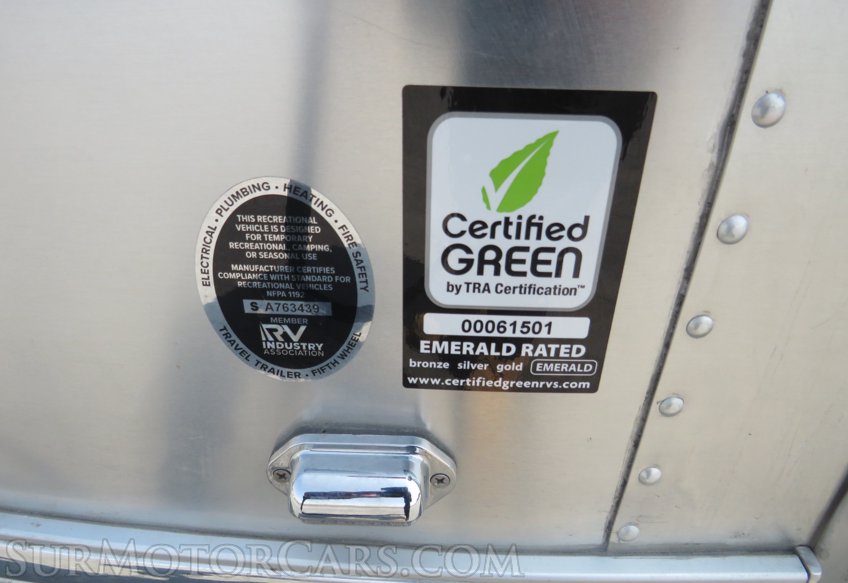 ELECTRICAL • PLUMBING • HEATING • FIRE SAFETY
THIS RECREATIONAL
VEHICLE IS DESIGNED
FOR TEMPORARY
RECREATIONAL, CAMPING,
OR SEASONAL USE
MANUFACTURER CERTIFIES
COMPLIANCE WITH STANDARD FOR
RECREATIONAL VEHICLES
NFPA 1192
S A763439
MEMBER
RV
INDUSTRY
ASSOCIATION
TRAVEL TRAILER • FIFTH WHEEL
Certified
GREEN
by TRA Certification™
00061501
EMERALD RATED
bronze silver gold EMERALD
www.certifiedgreenrvs.com
SurMotorCars.com